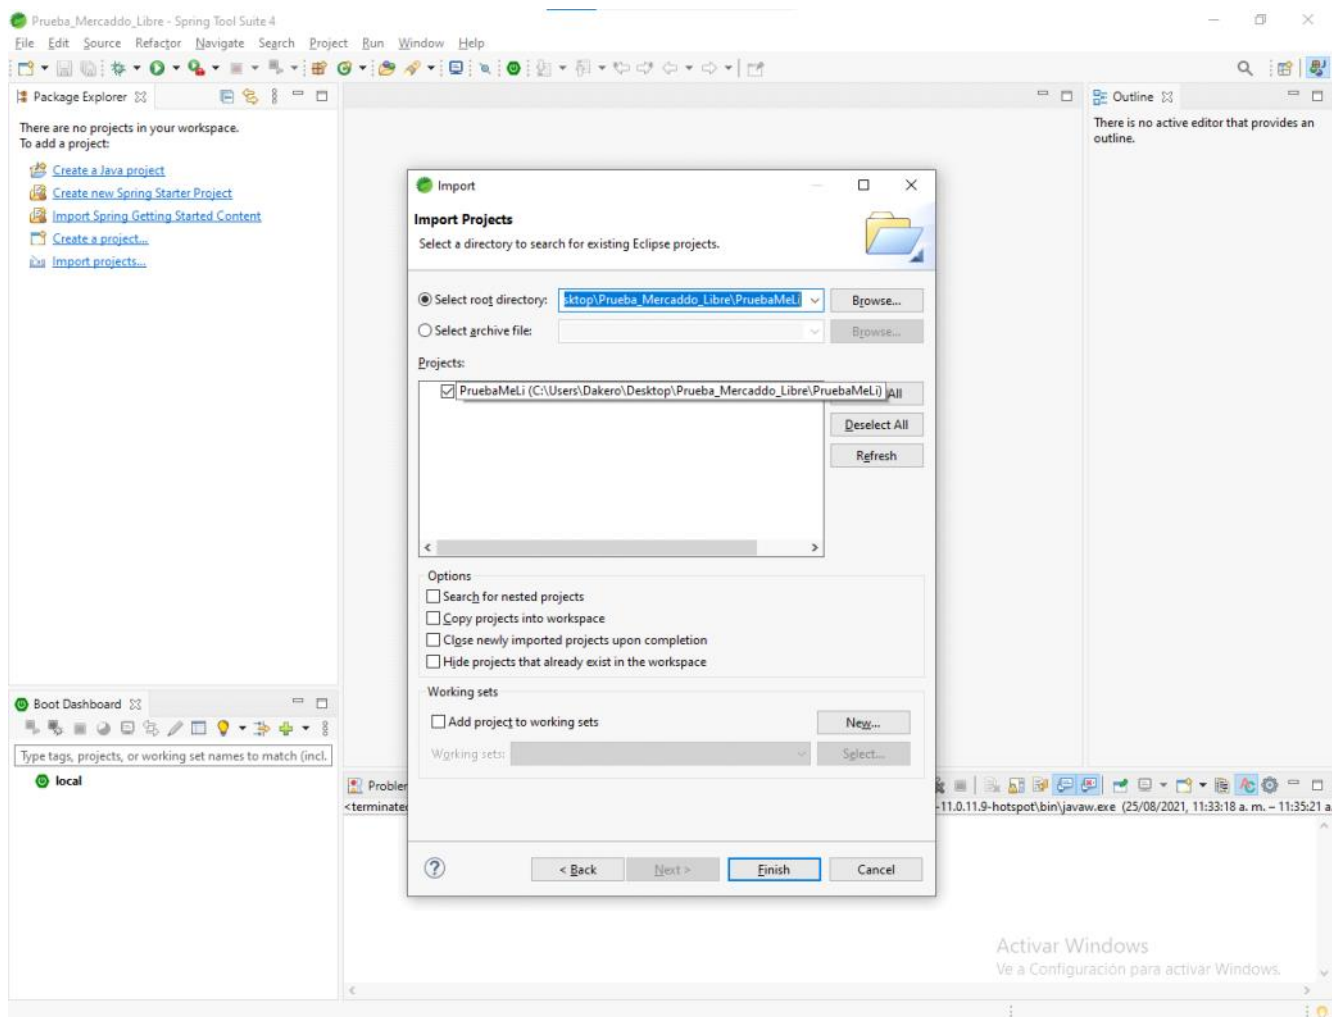 Prueba_Mercaddo_Libre - Spring Tool Suite 4
File Edit Source Refactor Navigate Search Project Run Window Help
Package Explorer
There are no projects in your workspace.
To add a project:
Create a Java project
Create new Spring Starter Project
Import Spring Getting Started Content
Create a project...
Import projects...
Outline
There is no active editor that provides an
outline.
Import
Import Projects
Select a directory to search for existing Eclipse projects.
Select root directory: sktop\Prueba_Mercaddo_Libre\PruebaMeLi Browse...
Select archive file: Browse...
Projects:
PruebaMeLi (C:\Users\Dakero\Desktop\Prueba_Mercaddo_Libre\PruebaMeLi) All
Deselect All
Refresh
Options
Search for nested projects
Copy projects into workspace
Close newly imported projects upon completion
Hide projects that already exist in the workspace
Working sets
Add project to working sets New...
Working sets: Select...
< Back Next > Finish Cancel
Boot Dashboard
Type tags, projects, or working set names to match (incl.
local
Problem
<terminated -11.0.11.9-hotspot\bin\javaw.exe (25/08/2021, 11:33:18 a. m. – 11:35:21 a
Activar Windows
Ve a Configuración para activar Windows.